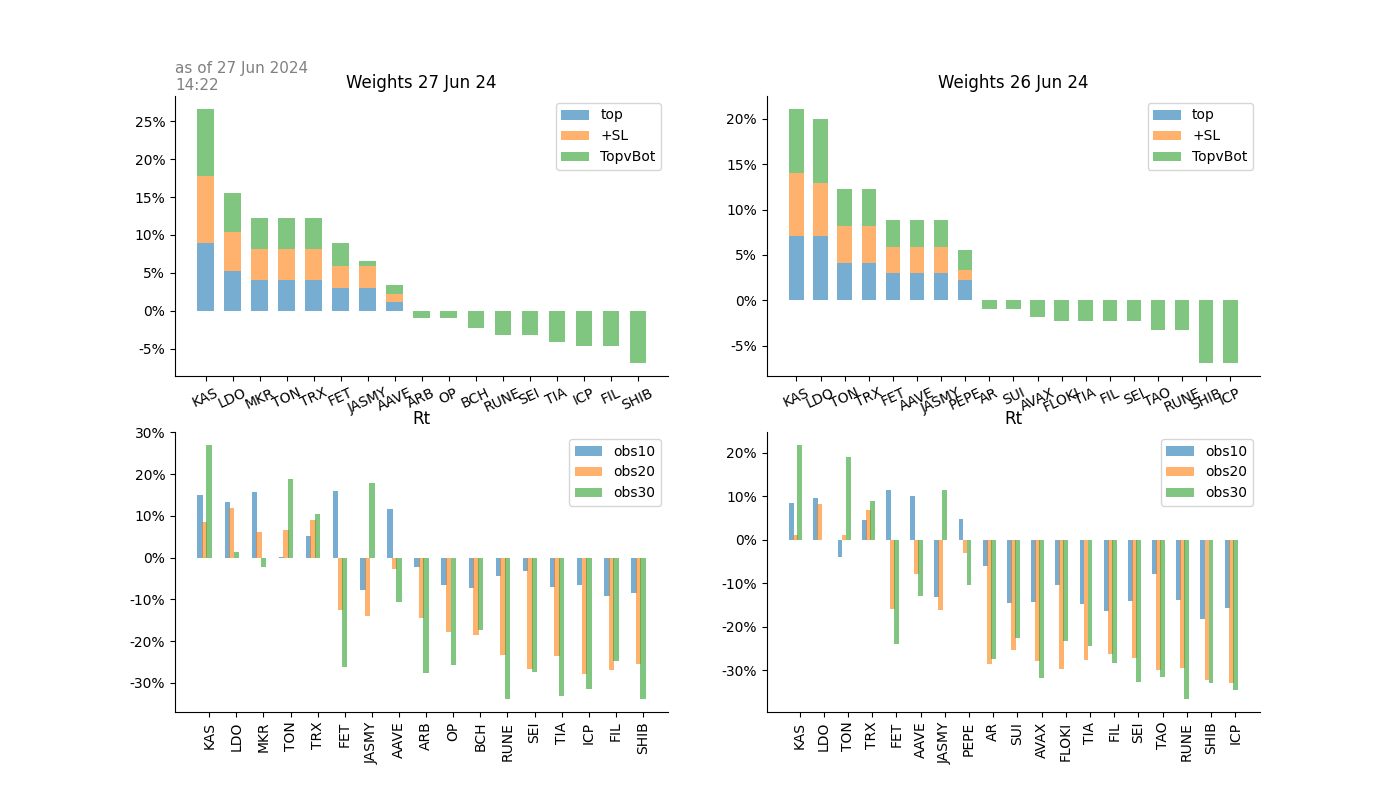 as of 27 Jun 2024
14:22
Weights 27 Jun 24
25%
20%
15%
10%
5%
0%
-5%
top
+SL
TopvBot
KAS LDO MKR TON TRX FET JASMY AAVE ARB OP BCH RUNE SEI TIA ICP FIL SHIB
Weights 26 Jun 24
20%
15%
10%
5%
0%
-5%
top
+SL
TopvBot
KAS LDO TON TRX FET AAVE JASMY PEPE AR SUI AVAX FLOKI TIA FIL SEI TAO RUNE SHIB ICP
Rt
30%
20%
10%
0%
-10%
-20%
-30%
obs10
obs20
obs30
KAS LDO MKR TON TRX FET JASMY AAVE ARB OP BCH RUNE SEI TIA ICP FIL SHIB
Rt
20%
10%
0%
-10%
-20%
-30%
obs10
obs20
obs30
KAS LDO TON TRX FET AAVE JASMY PEPE AR SUI AVAX FLOKI TIA FIL SEI TAO RUNE SHIB ICP